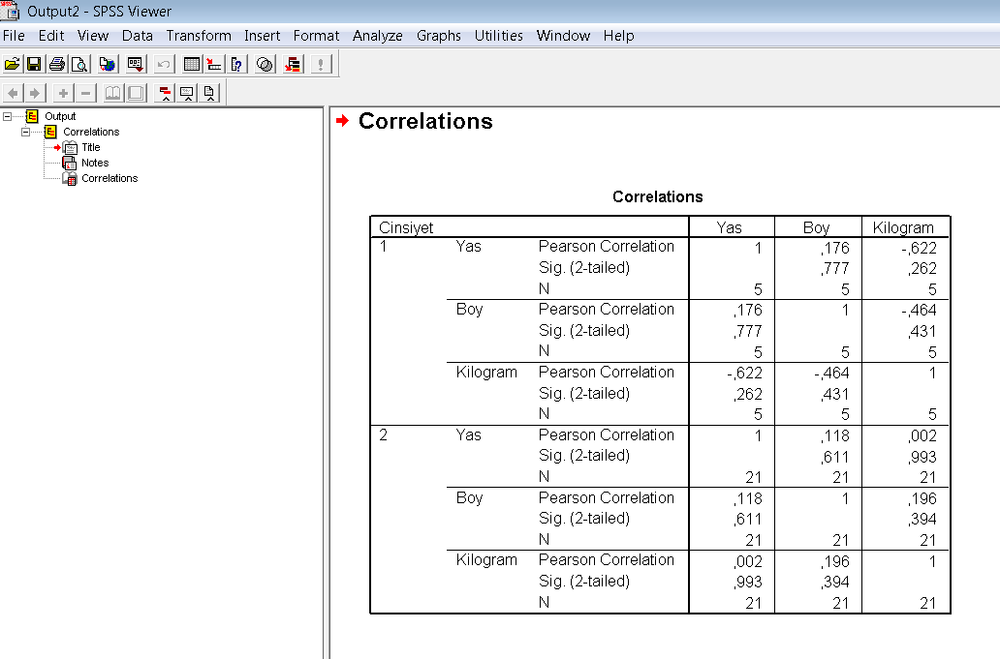 Output2 - SPSS Viewer
File Edit View Data Transform Insert Format Analyze Graphs Utilities Window Help
Output
Correlations
Title
Notes
Correlations
Correlations
Correlations
Cinsiyet Yas Boy Kilogram
1 Yas Pearson Correlation 1 ,176 -,622
Sig. (2-tailed) ,777 ,262
N 5 5 5
Boy Pearson Correlation ,176 1 -,464
Sig. (2-tailed) ,777 ,431
N 5 5 5
Kilogram Pearson Correlation -,622 -,464 1
Sig. (2-tailed) ,262 ,431
N 5 5 5
2 Yas Pearson Correlation 1 ,118 ,002
Sig. (2-tailed) ,611 ,993
N 21 21 21
Boy Pearson Correlation ,118 1 ,196
Sig. (2-tailed) ,611 ,394
N 21 21 21
Kilogram Pearson Correlation ,002 ,196 1
Sig. (2-tailed) ,993 ,394
N 21 21 21